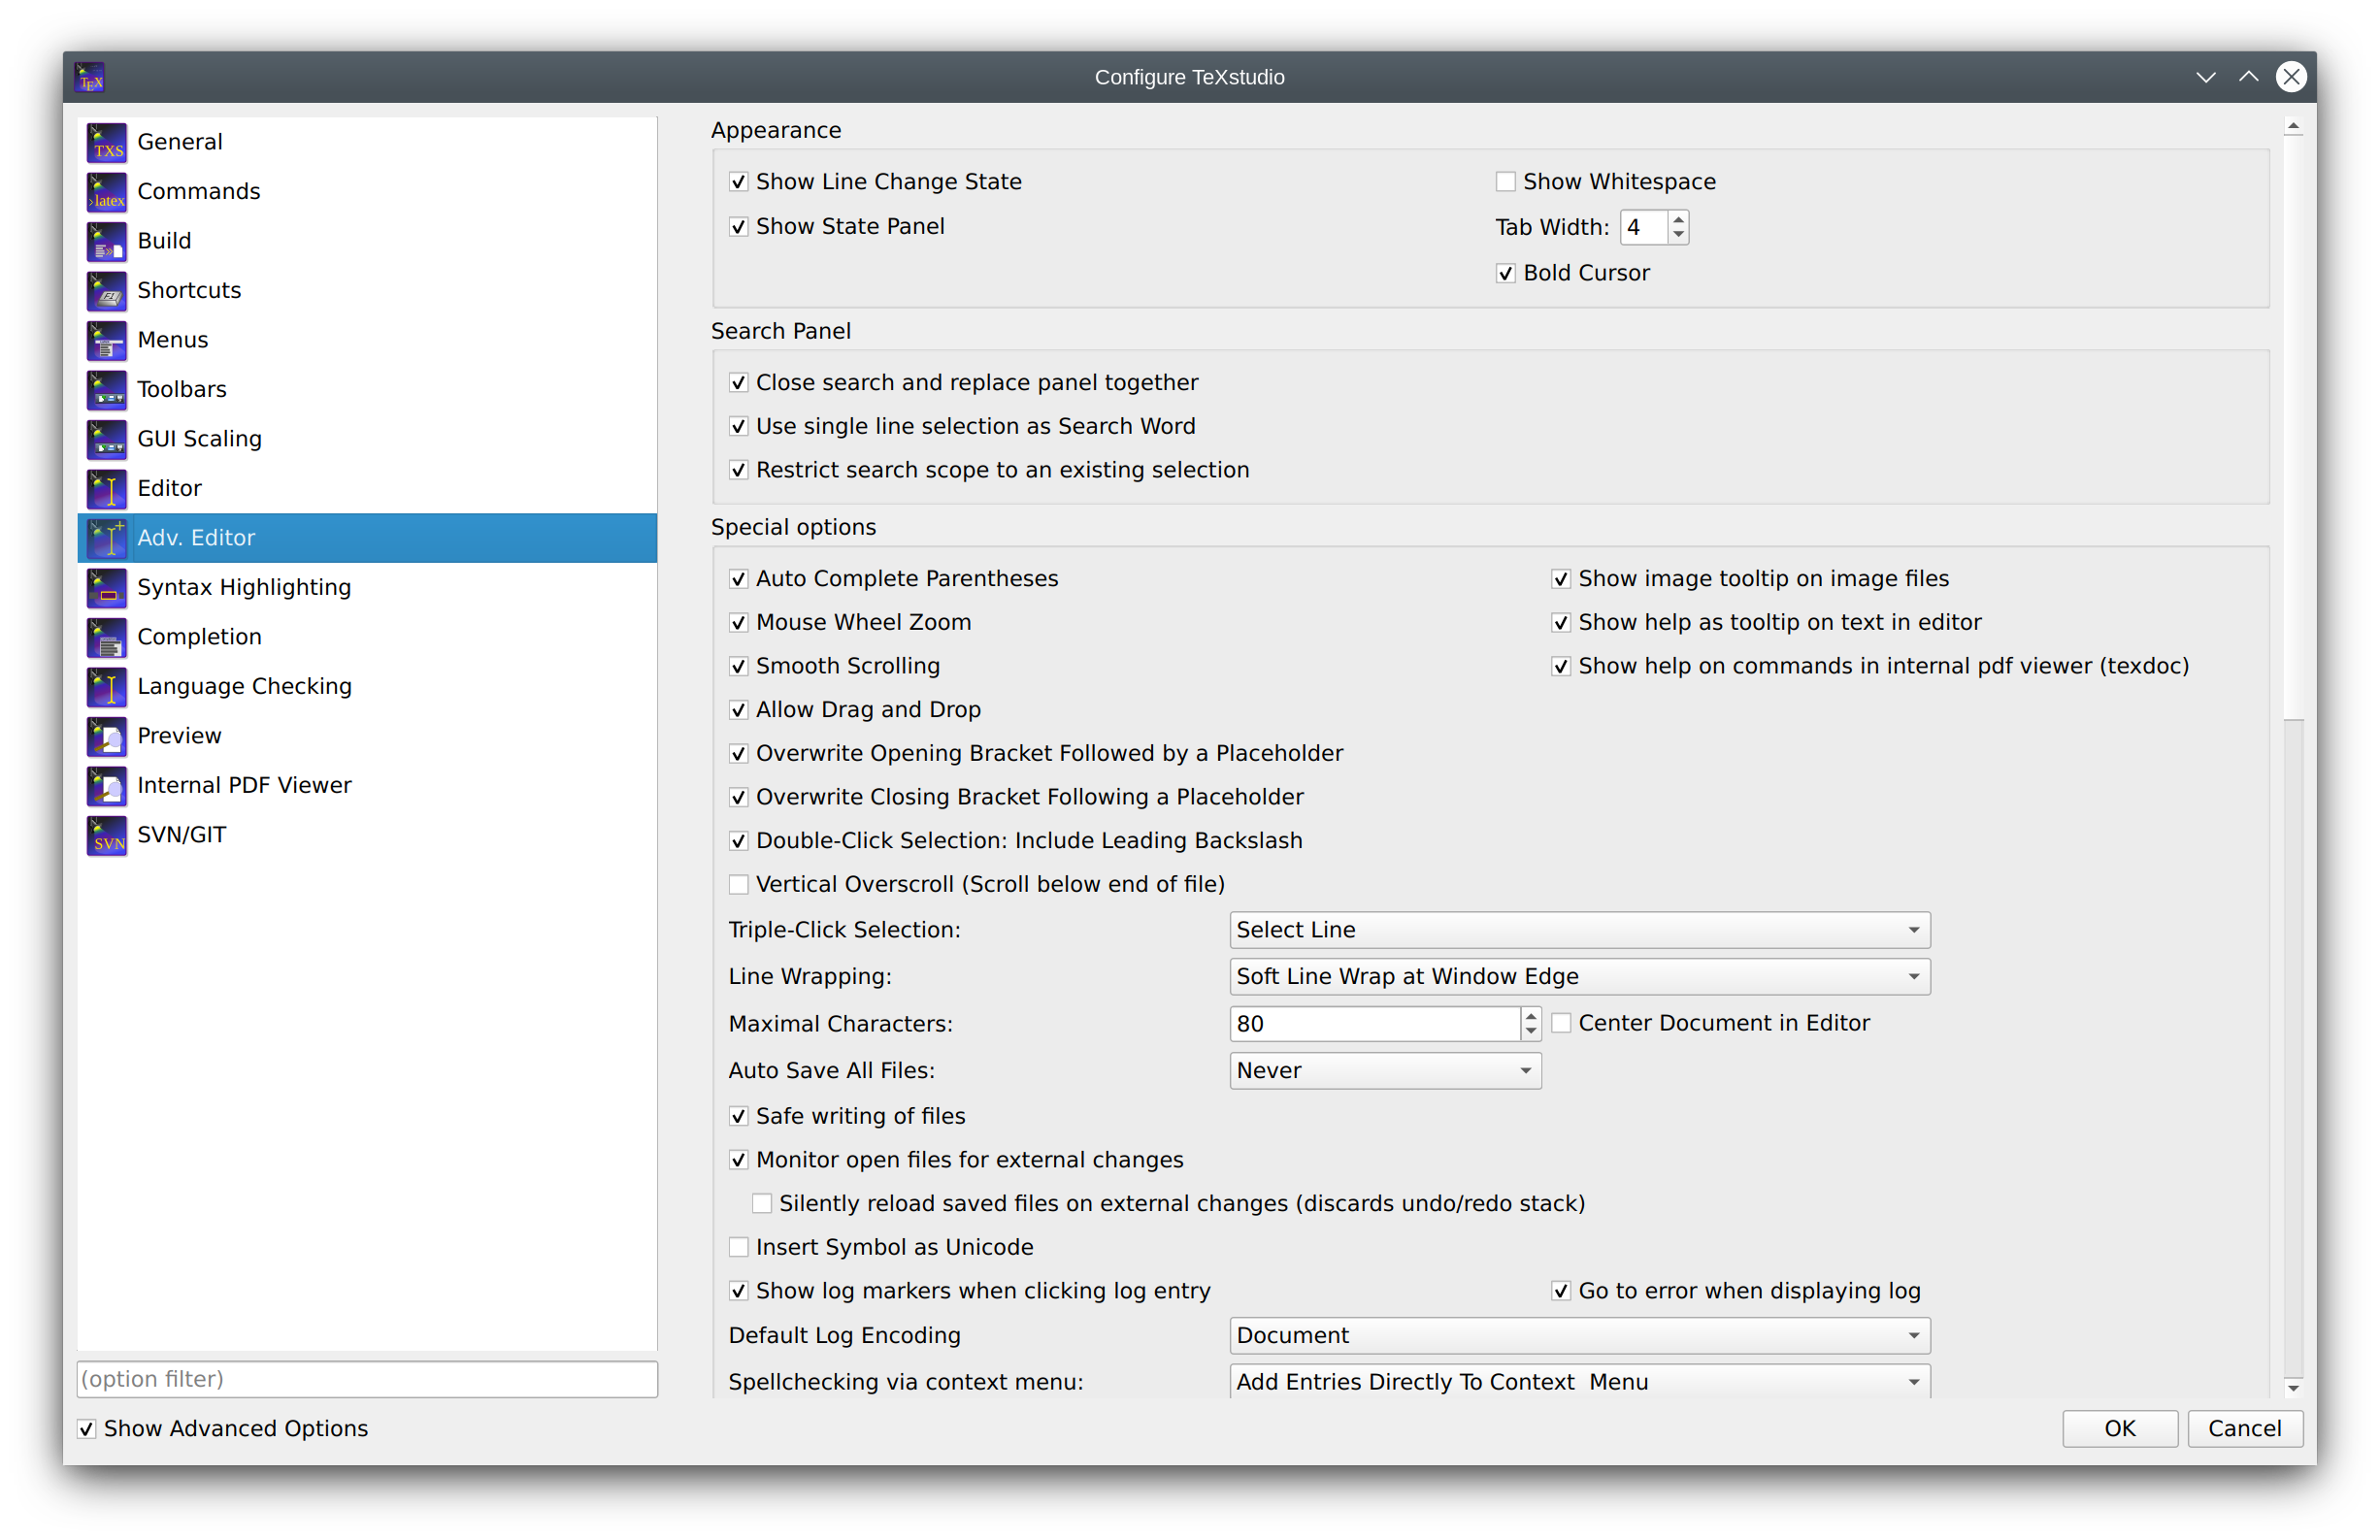 Configure TeXstudio
General
Commands
Build
Shortcuts
Menus
Toolbars
GUI Scaling
Editor
Adv. Editor
Syntax Highlighting
Completion
Language Checking
Preview
Internal PDF Viewer
SVN/GIT
(option filter)
Show Advanced Options
Appearance
Show Line Change State
Show Whitespace
Show State Panel
Tab Width: 4
Bold Cursor
Search Panel
Close search and replace panel together
Use single line selection as Search Word
Restrict search scope to an existing selection
Special options
Auto Complete Parentheses
Show image tooltip on image files
Mouse Wheel Zoom
Show help as tooltip on text in editor
Smooth Scrolling
Show help on commands in internal pdf viewer (texdoc)
Allow Drag and Drop
Overwrite Opening Bracket Followed by a Placeholder
Overwrite Closing Bracket Following a Placeholder
Double-Click Selection: Include Leading Backslash
Vertical Overscroll (Scroll below end of file)
Triple-Click Selection: Select Line
Line Wrapping: Soft Line Wrap at Window Edge
Maximal Characters: 80 Center Document in Editor
Auto Save All Files: Never
Safe writing of files
Monitor open files for external changes
Silently reload saved files on external changes (discards undo/redo stack)
Insert Symbol as Unicode
Show log markers when clicking log entry
Go to error when displaying log
Default Log Encoding Document
Spellchecking via context menu: Add Entries Directly To Context  Menu
OK Cancel
TEX
TXS
>latex
F1
SVN